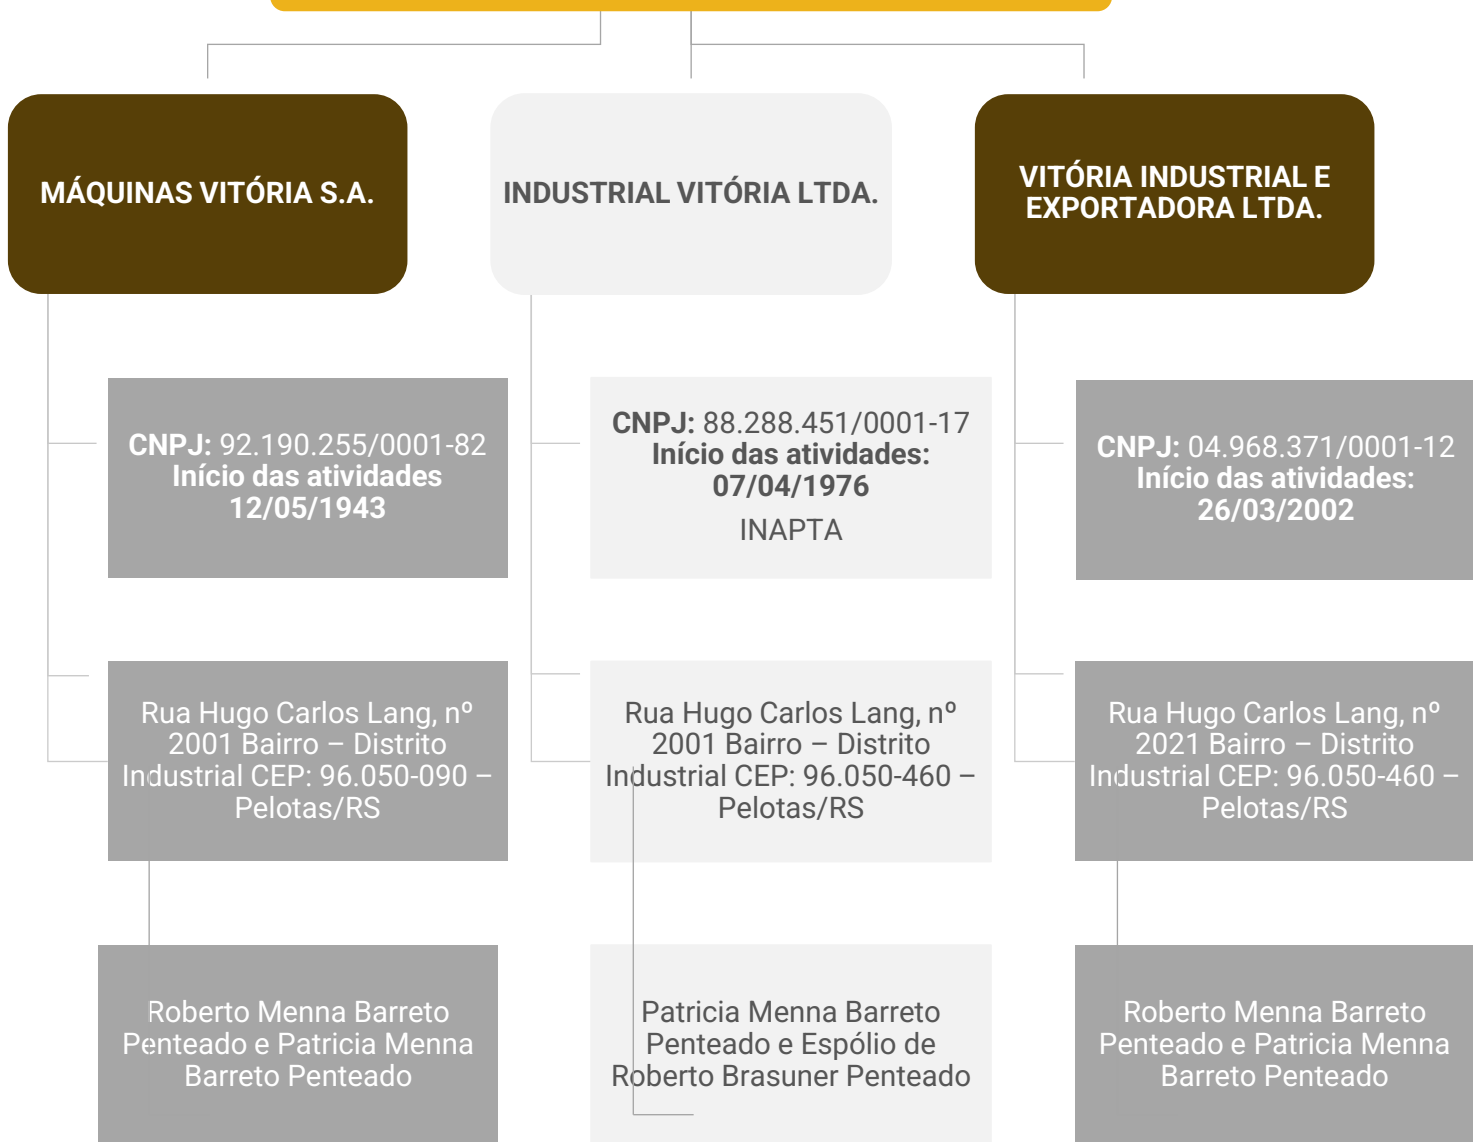 MÁQUINAS VITÓRIA S.A.
INDUSTRIAL VITÓRIA LTDA.
VITÓRIA INDUSTRIAL E
EXPORTADORA LTDA.
CNPJ: 92.190.255/0001-82
Início das atividades
12/05/1943
CNPJ: 88.288.451/0001-17
Início das atividades:
07/04/1976
INAPTA
CNPJ: 04.968.371/0001-12
Início das atividades:
26/03/2002
Rua Hugo Carlos Lang, nº
2001 Bairro – Distrito
Industrial CEP: 96.050-090 –
Pelotas/RS
Rua Hugo Carlos Lang, nº
2001 Bairro – Distrito
Industrial CEP: 96.050-460 –
Pelotas/RS
Rua Hugo Carlos Lang, nº
2021 Bairro – Distrito
Industrial CEP: 96.050-460 –
Pelotas/RS
Roberto Menna Barreto
Penteado e Patricia Menna
Barreto Penteado
Patricia Menna Barreto
Penteado e Espólio de
Roberto Brasuner Penteado
Roberto Menna Barreto
Penteado e Patricia Menna
Barreto Penteado